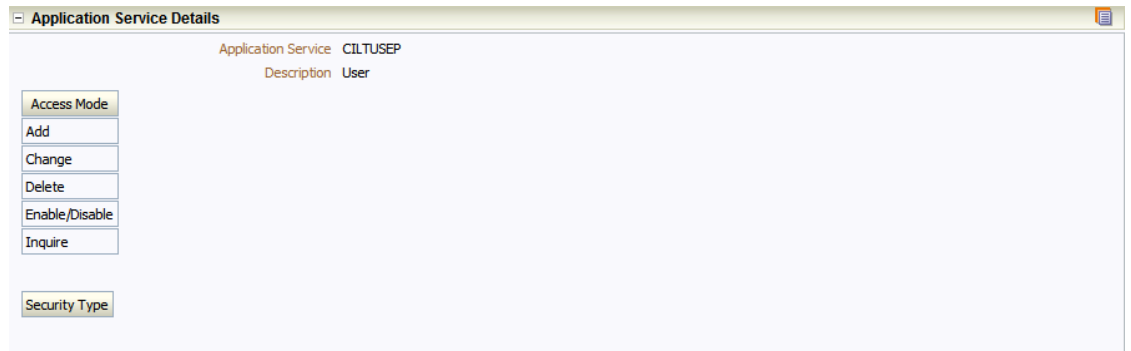 Application Service Details
Application Service CILTUSEP
Description User
Access Mode
Add
Change
Delete
Enable/Disable
Inquire
Security Type